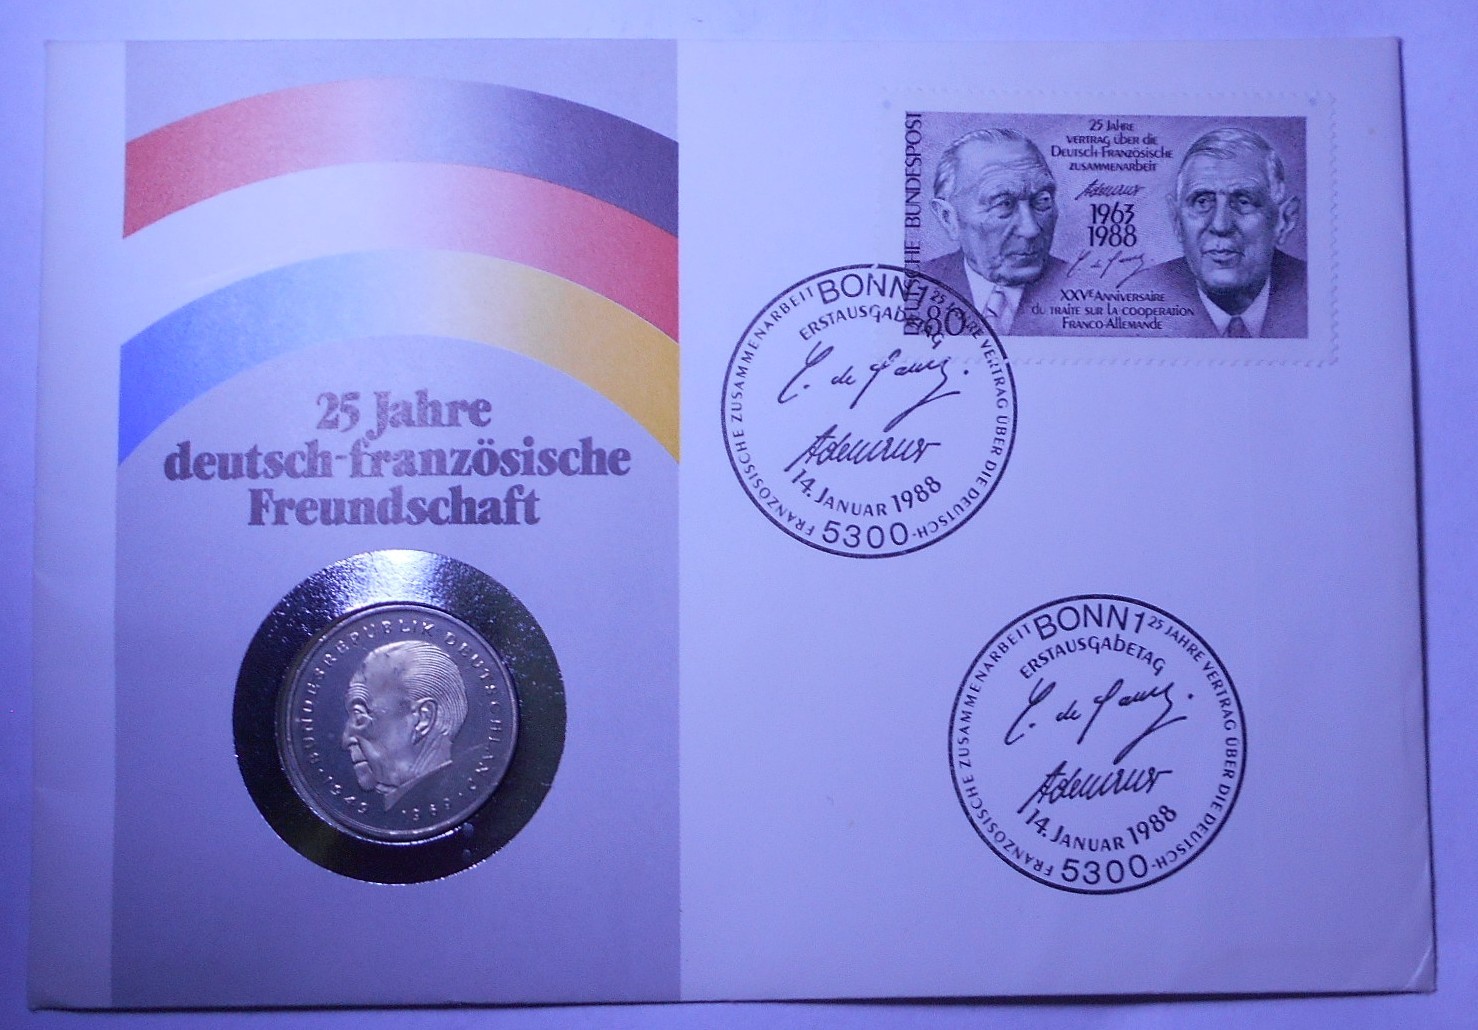 25 Jahre
deutsch-französische
Freundschaft
BUNDESREPUBLIK DEUTSCHLAND
1949 · 1969
DEUTSCHE BUNDESPOST
80
25 JAHRE
VERTRAG über die
Deutsch-Französische
ZUSAMMENARBEIT
Adenauer
1963
1988
C. de Gaulle
XXVe ANNIVERSAIRE
du TRAITE SUR LA COOPERATION
FRANCO-ALLEMANDE
BONN 1
25 JAHRE VERTRAG ÜBER DIE DEUTSCH-FRANZÖSISCHE ZUSAMMENARBEIT
ERSTAUSGABETAG
C. de Gaulle.
Adenauer
14. JANUAR 1988
5300
BONN 1
25 JAHRE VERTRAG ÜBER DIE DEUTSCH-FRANZÖSISCHE ZUSAMMENARBEIT
ERSTAUSGABETAG
C. de Gaulle.
Adenauer
14. JANUAR 1988
5300